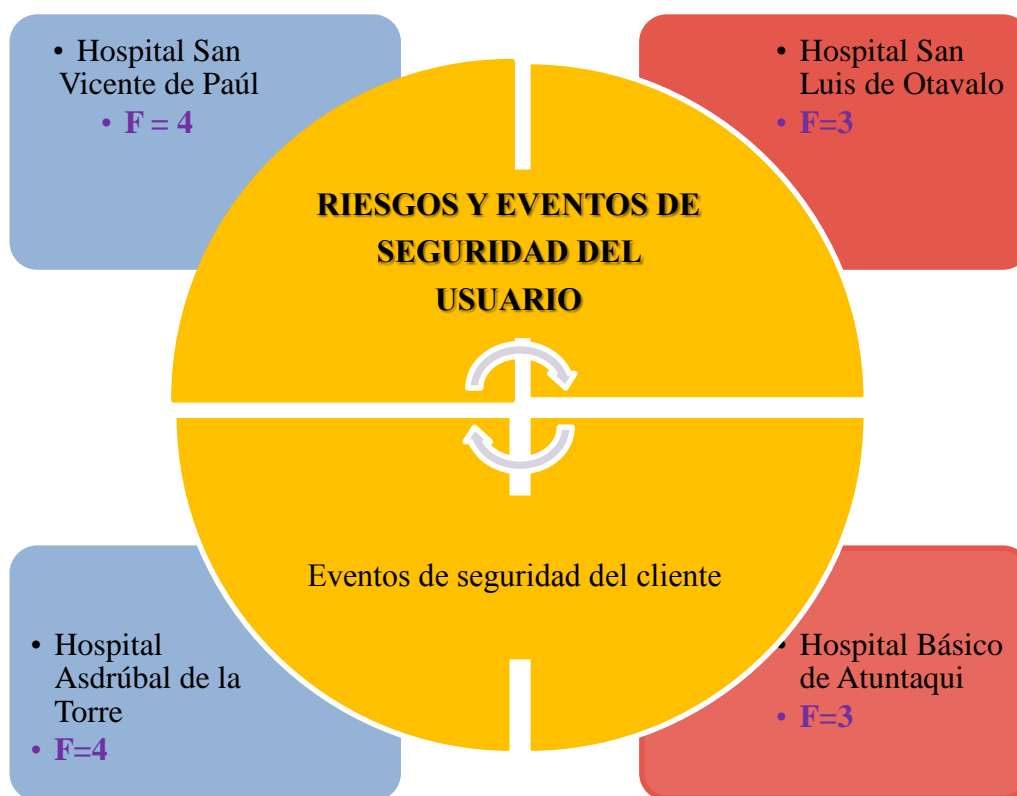 • Hospital San
Vicente de Paúl
• F = 4
• Hospital San
Luis de Otavalo
• F=3
RIESGOS Y EVENTOS DE
SEGURIDAD DEL
USUARIO
Eventos de seguridad del cliente
• Hospital
Asdrúbal de la
Torre
• F=4
• Hospital Básico
de Atuntaqui
• F=3